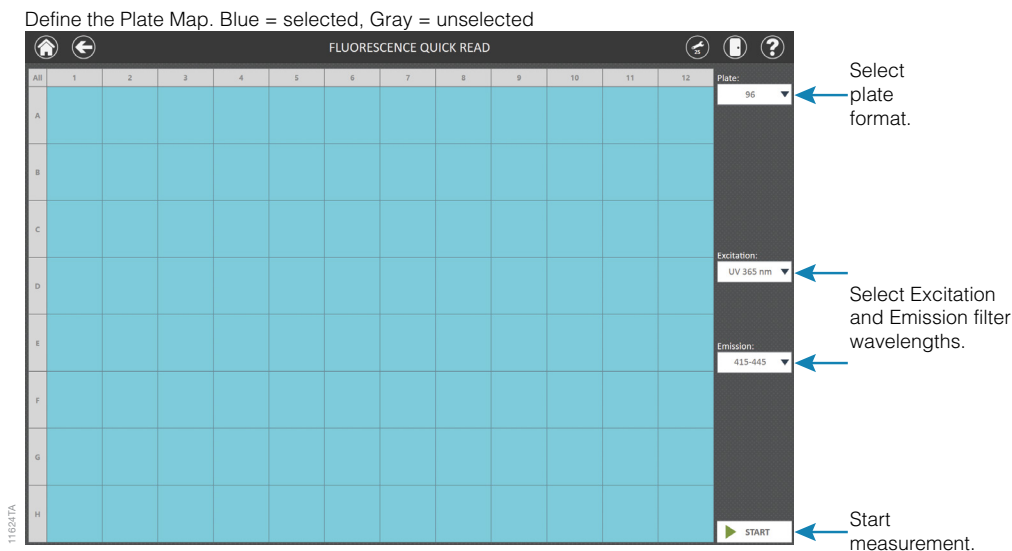 Define the Plate Map. Blue = selected, Gray = unselected
FLUORESCENCE QUICK READ
25
?
All 1 2 3 4 5 6 7 8 9 10 11 12
A
B
C
D
E
F
G
H
Plate:
96
Select
plate
format.
Excitation:
UV 365 nm
Emission:
415-445
Select Excitation
and Emission filter
wavelengths.
START
Start
measurement.
11624TA